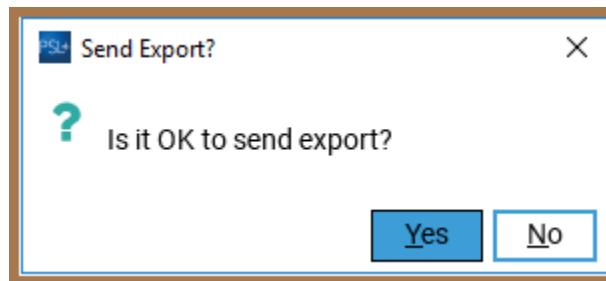 PSL+ Send Export?
Is it OK to send export?
Yes No